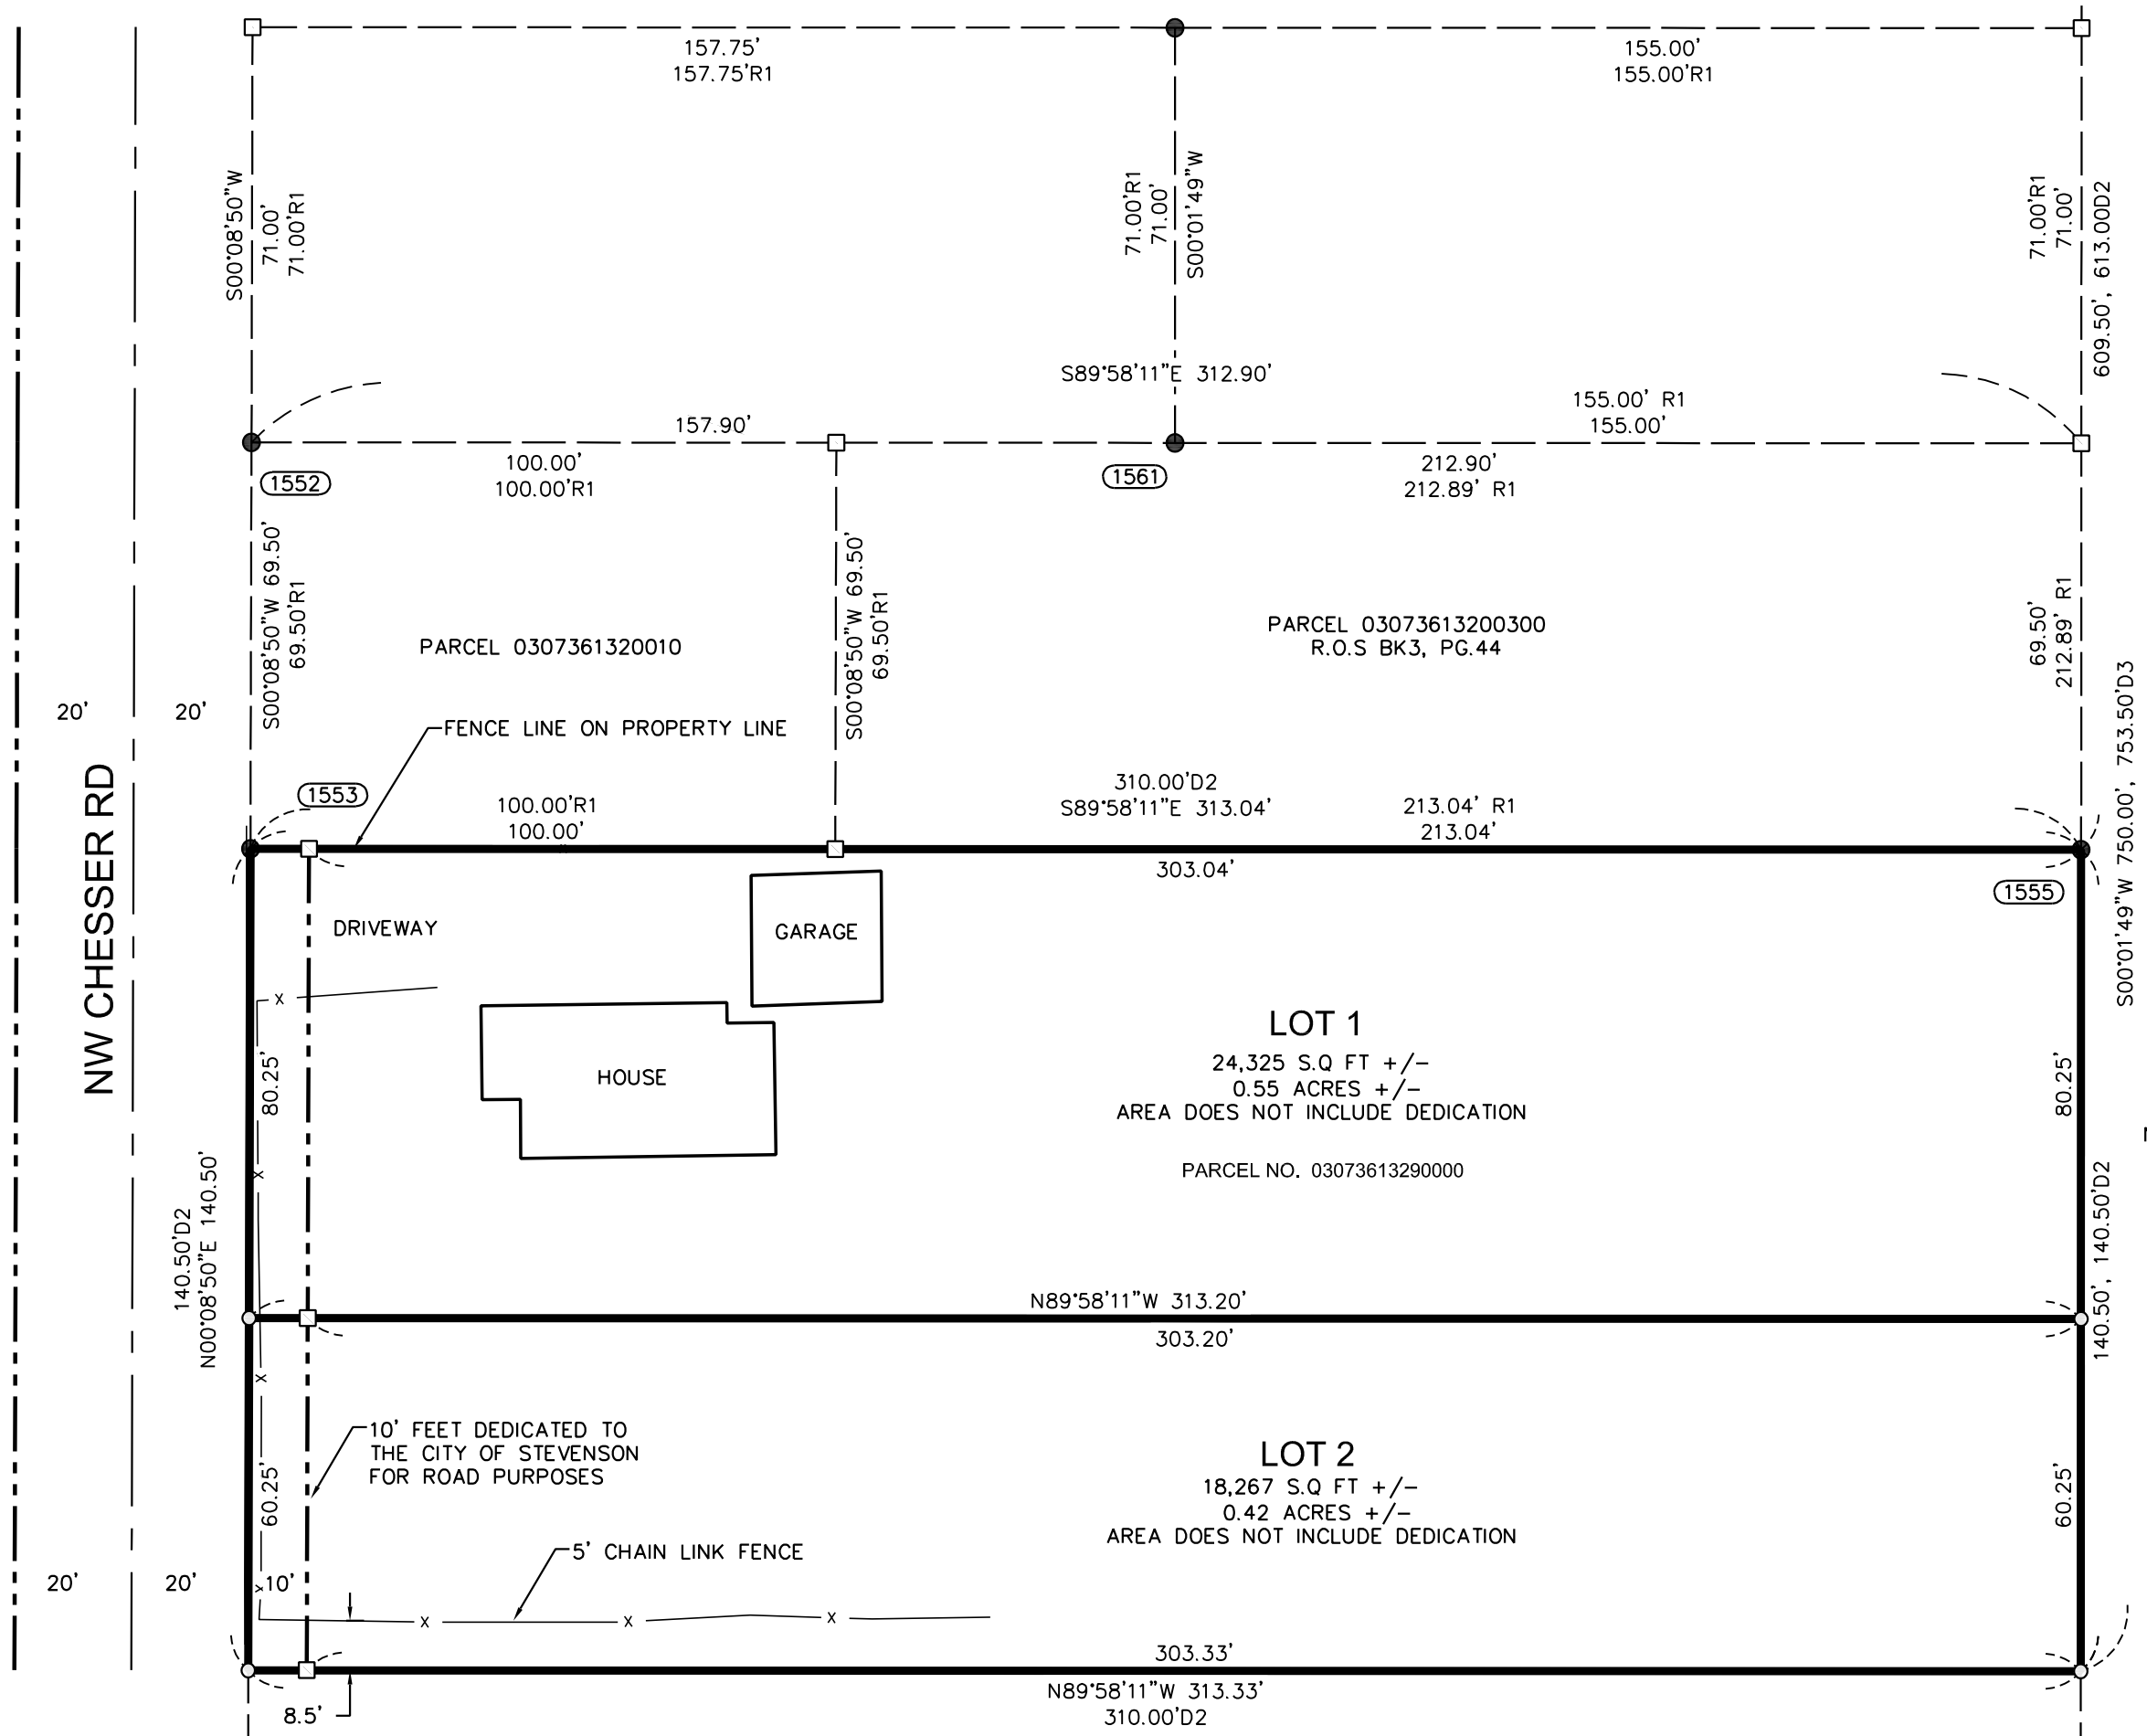 157.75'
157.75'R1
155.00'
155.00'R1
S00°08'50"W
71.00'
71.00'R1
71.00'R1
71.00'
S00°01'49"W
71.00'R1
71.00'
609.50', 613.00D2
S89°58'11"E 312.90'
157.90'
155.00' R1
155.00'
100.00'
100.00'R1
1552
1561
212.90'
212.89' R1
S00°08'50"W 69.50'
69.50'R1
S00°08'50"W 69.50'
69.50'R1
69.50'
212.89' R1
PARCEL 0307361320010
PARCEL 03073613200300
R.O.S BK3, PG.44
20'
20'
FENCE LINE ON PROPERTY LINE
NW CHESSER RD
S00°01'49"W 750.00', 753.50'D3
1553
100.00'R1
100.00'
310.00'D2
S89°58'11"E 313.04'
213.04' R1
213.04'
303.04'
1555
DRIVEWAY
GARAGE
X
HOUSE
LOT 1
24,325 S.Q FT +/-
0.55 ACRES +/-
AREA DOES NOT INCLUDE DEDICATION
PARCEL NO. 03073613290000
80.25'
80.25'
X
140.50'D2
N00°08'50"E 140.50'
140.50', 140.50'D2
N89°58'11"W 313.20'
303.20'
X
10' FEET DEDICATED TO
THE CITY OF STEVENSON
FOR ROAD PURPOSES
LOT 2
18,267 S.Q FT +/-
0.42 ACRES +/-
AREA DOES NOT INCLUDE DEDICATION
60.25'
60.25'
5' CHAIN LINK FENCE
20'
20'
X
10'
X
X
X
303.33'
N89°58'11"W 313.33'
310.00'D2
8.5'